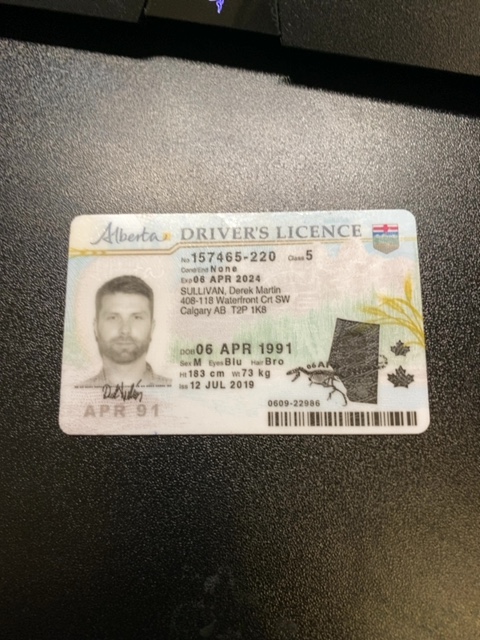 Alberta
DRIVER'S LICENCE
No 157465-220 Class 5
Cond/End None
Exp 06 APR 2024
SULLIVAN, Derek Martin
408-118 Waterfront Crt SW
Calgary AB T2P 1K8
DOB 06 APR 1991
Sex M Eyes Blu Hair Bro
Ht 183 cm Wt 73 kg
Iss 12 JUL 2019
APR 91
0609-22986